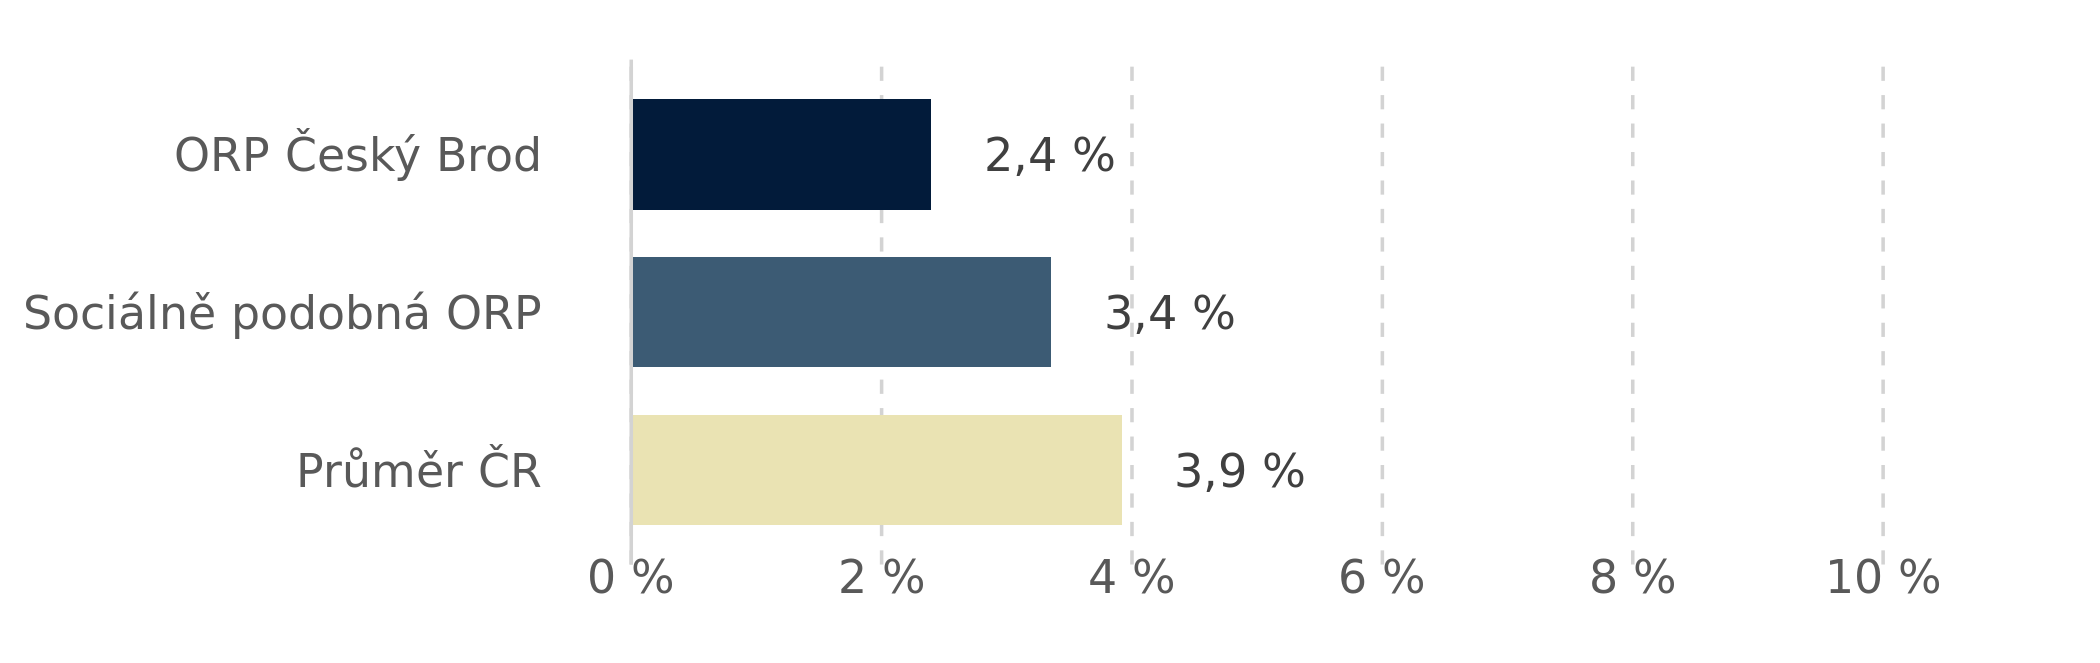 ORP Český Brod 2,4 %
Sociálně podobná ORP 3,4 %
Průměr ČR 3,9 %
0 % 2 % 4 % 6 % 8 % 10 %